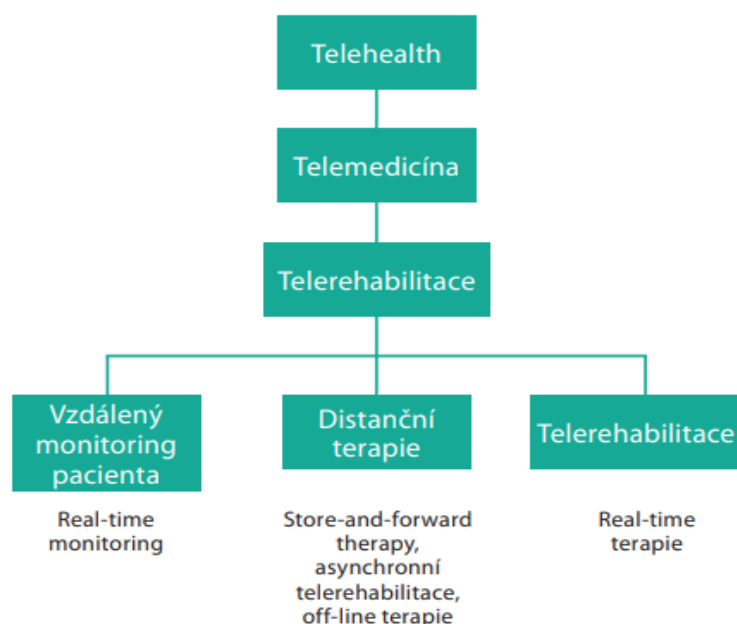 Telehealth
Telemedicína
Telerehabilitace
Vzdálený
monitoring
pacienta
Real-time
monitoring
Distanční
terapie
Store-and-forward
therapy,
asynchronní
telerehabilitace,
off-line terapie
Telerehabilitace
Real-time
terapie